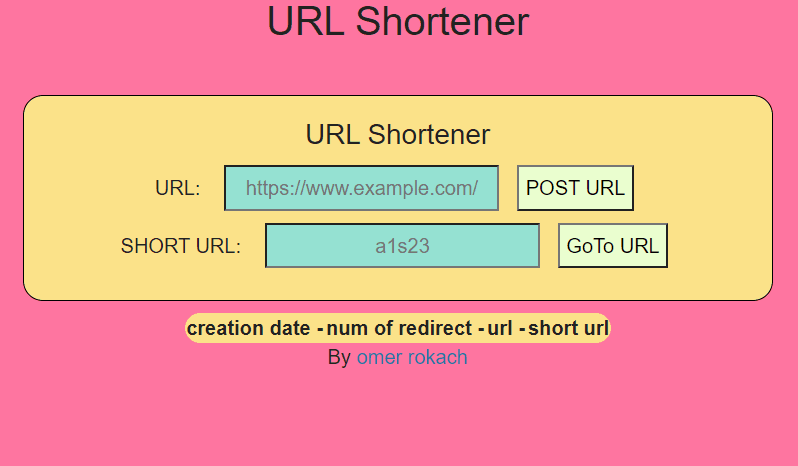 URL Shortener
URL Shortener
URL: https://www.example.com/ POST URL
SHORT URL: a1s23 GoTo URL
creation date -num of redirect -url -short url
By omer rokach